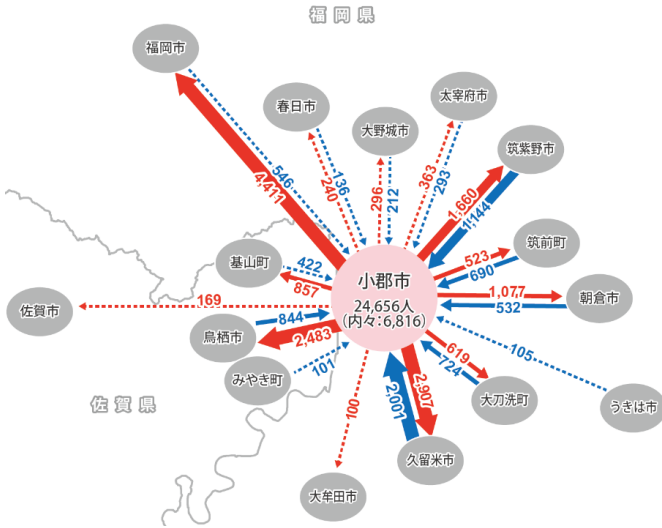 福岡県
福岡市
春日市
大野城市
太宰府市
筑紫野市
546
4,411
136
240
296
212
363
293
1,660
1,144
筑前町
523
690
基山町
422
857
小郡市
24,656人
(内々:6,816)
1,077
532
朝倉市
佐賀市
169
鳥栖市
844
2,483
みやき町
101
100
2,001
2,907
619
724
105
大刀洗町
うきは市
佐賀県
久留米市
大牟田市